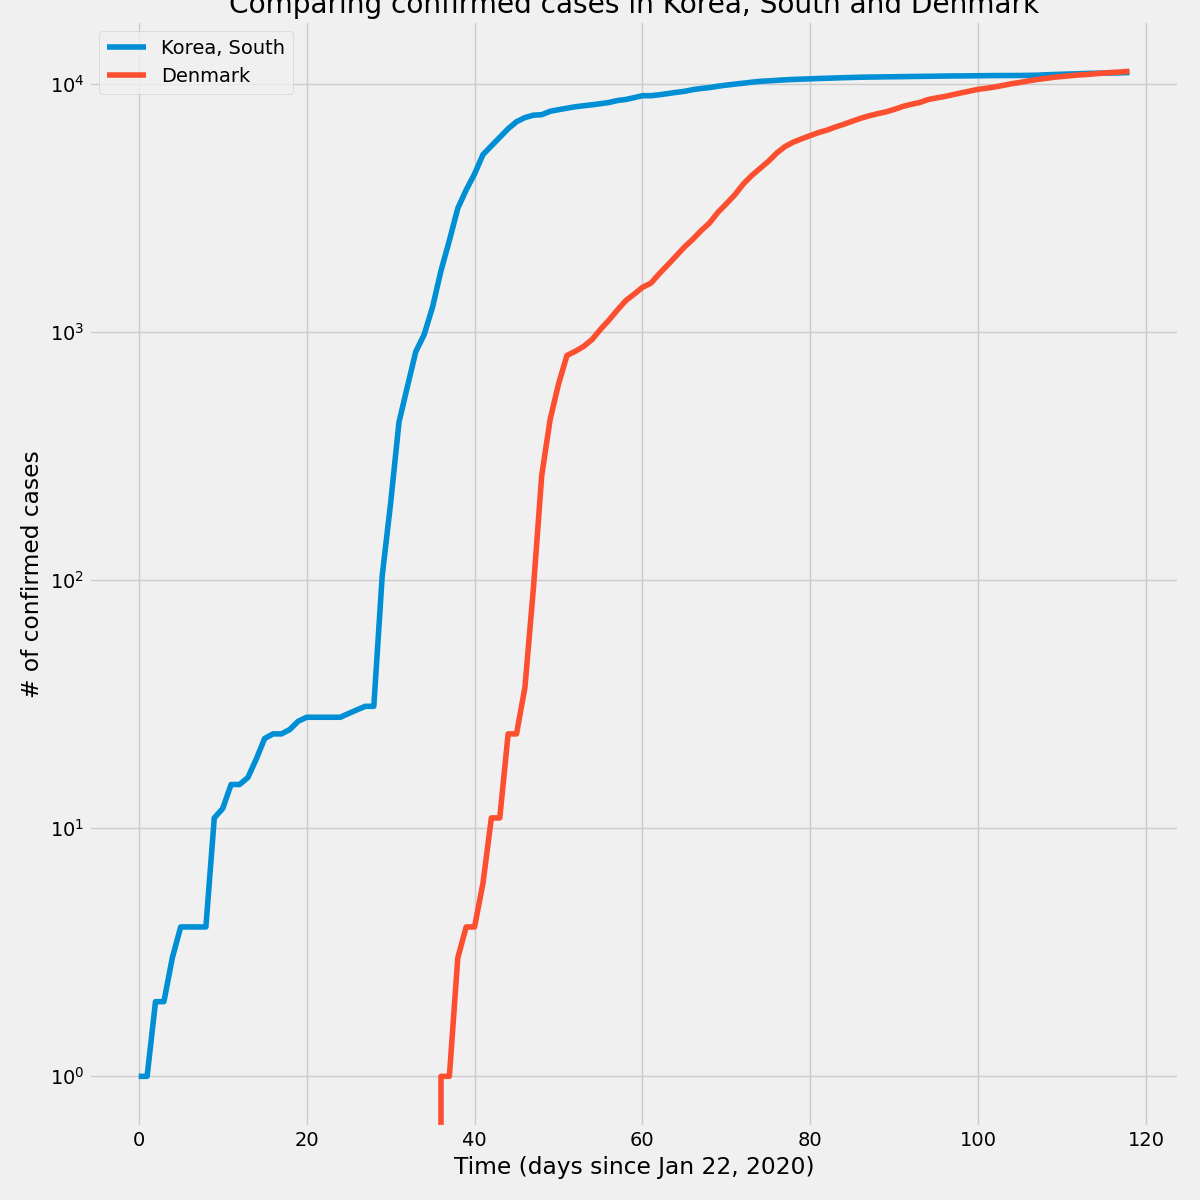 Comparing confirmed cases in Korea, South and Denmark
Korea, South
Denmark
10⁴
10³
10²
10¹
10⁰
# of confirmed cases
0 20 40 60 80 100 120
Time (days since Jan 22, 2020)